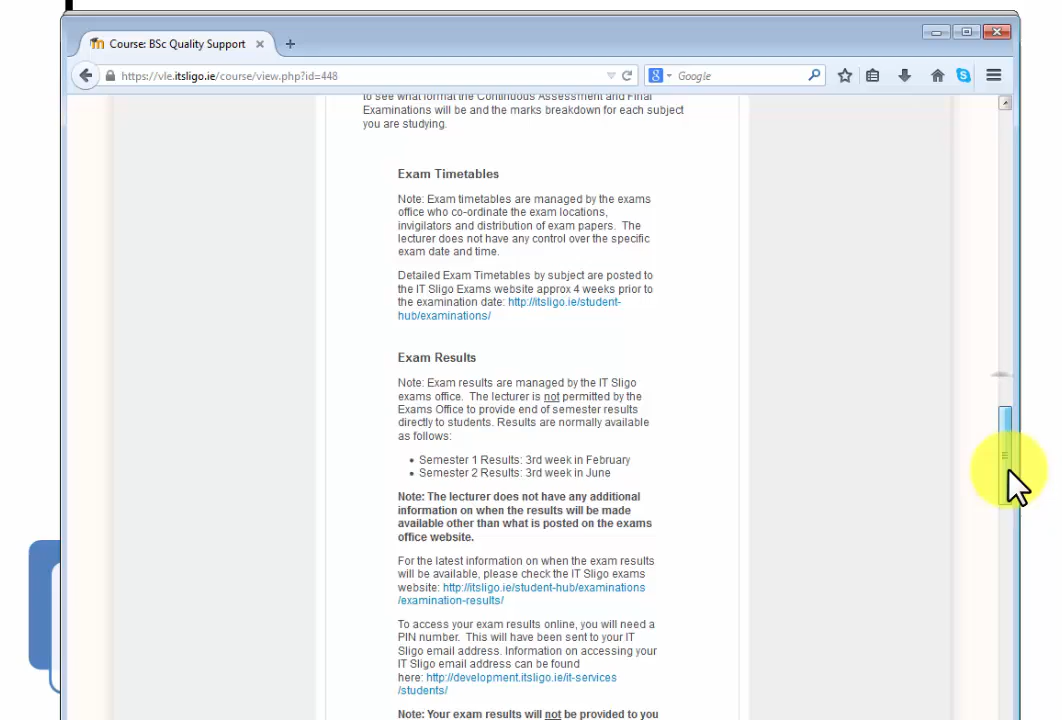 Course: BSc Quality Support
https://vle.itsligo.ie/course/view.php?id=448
Google
to see what format the Continuous Assessment and Final
Examinations will be and the marks breakdown for each subject
you are studying.
Exam Timetables
Note: Exam timetables are managed by the exams
office who co-ordinate the exam locations,
invigilators and distribution of exam papers. The
lecturer does not have any control over the specific
exam date and time.
Detailed Exam Timetables by subject are posted to
the IT Sligo Exams website approx 4 weeks prior to
the examination date: http://itsligo.ie/student-
hub/examinations/
Exam Results
Note: Exam results are managed by the IT Sligo
exams office. The lecturer is not permitted by the
Exams Office to provide end of semester results
directly to students. Results are normally available
as follows:
• Semester 1 Results: 3rd week in February
• Semester 2 Results: 3rd week in June
Note: The lecturer does not have any additional
information on when the results will be made
available other than what is posted on the exams
office website.
For the latest information on when the exam results
will be available, please check the IT Sligo exams
website: http://itsligo.ie/student-hub/examinations
/examination-results/
To access your exam results online, you will need a
PIN number. This will have been sent to your IT
Sligo email address. Information on accessing your
IT Sligo email address can be found
here: http://development.itsligo.ie/it-services
/students/
Note: Your exam results will not be provided to you